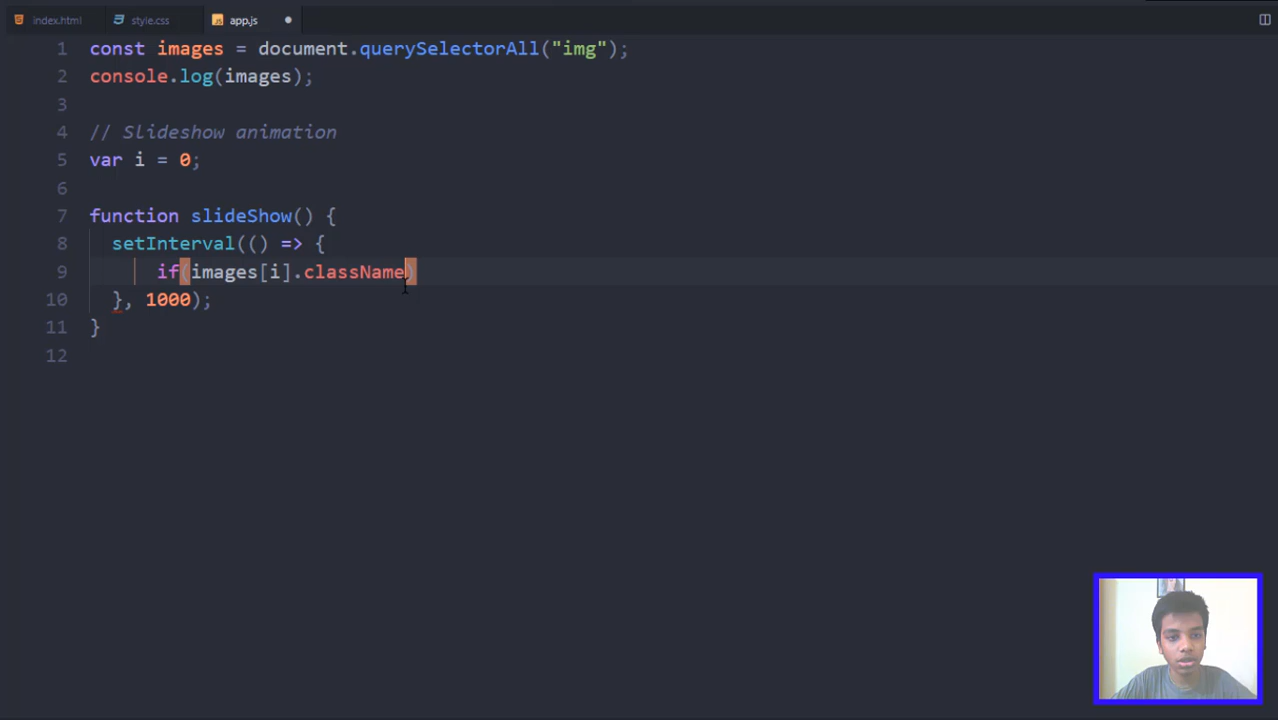 index.html style.css app.js
1 const images = document.querySelectorAll("img");
2 console.log(images);
3
4 // Slideshow animation
5 var i = 0;
6
7 function slideShow() {
8 setInterval(() => {
9 if(images[i].className)
10 }, 1000);
11 }
12